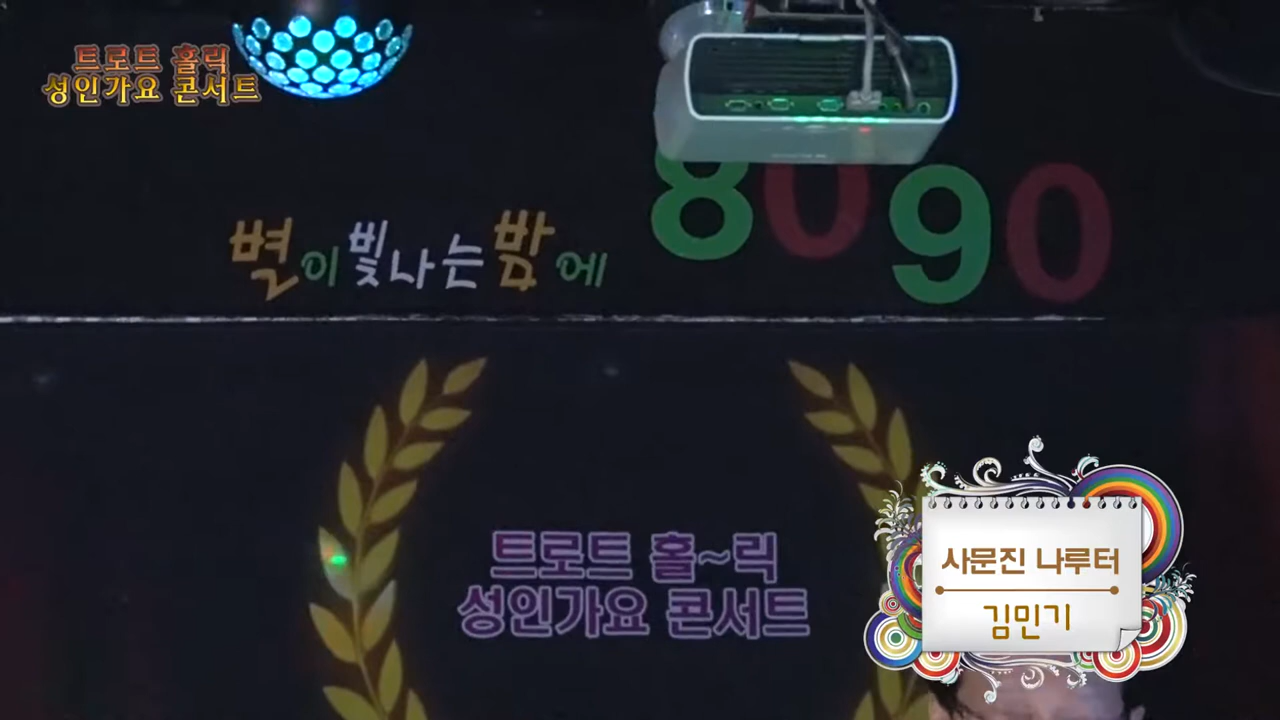 트로트 홀릭
성인가요 콘서트
8090
별이빛나는밤에
트로트 홀~릭
성인가요 콘서트
사문진 나루터
김민기